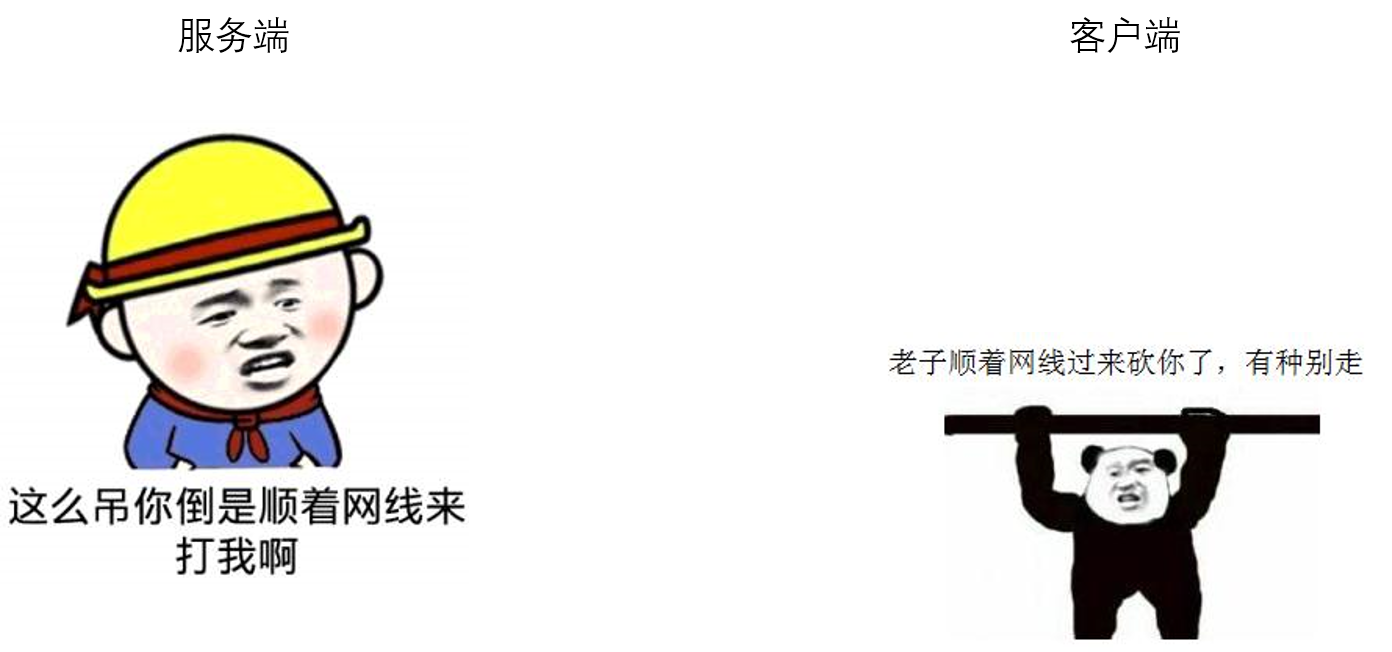 服务端
客户端
这么吊你倒是顺着网线来
打我啊
老子顺着网线过来砍你了，有种别走